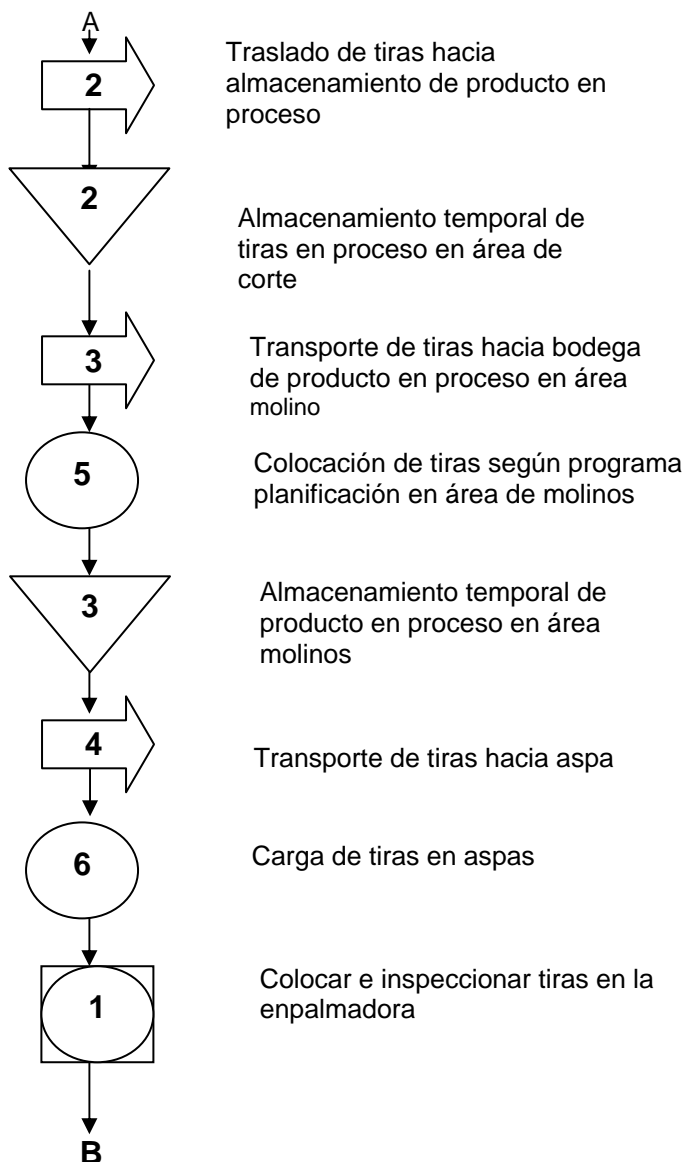 A
2
Traslado de tiras hacia
almacenamiento de producto en
proceso
2
Almacenamiento temporal de
tiras en proceso en área de
corte
3
Transporte de tiras hacia bodega
de producto en proceso en área
molino
5
Colocación de tiras según programa
planificación en área de molinos
3
Almacenamiento temporal de
producto en proceso en área
molinos
4
Transporte de tiras hacia aspa
6
Carga de tiras en aspas
1
Colocar e inspeccionar tiras en la
enpalmadora
B